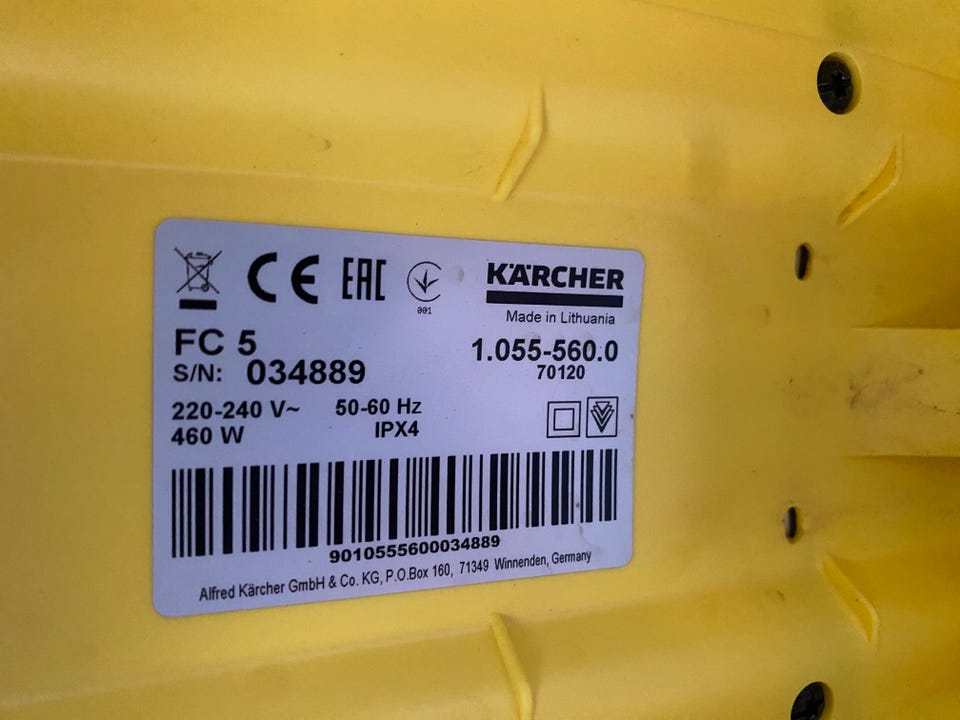 CE EAC
001
KÄRCHER
Made in Lithuania
FC 5
1.055-560.0
S/N: 034889
70120
220-240 V~ 50-60 Hz
460 W IPX4
9010555600034889
Alfred Kärcher GmbH & Co. KG, P.O.Box 160, 71349 Winnenden, Germany